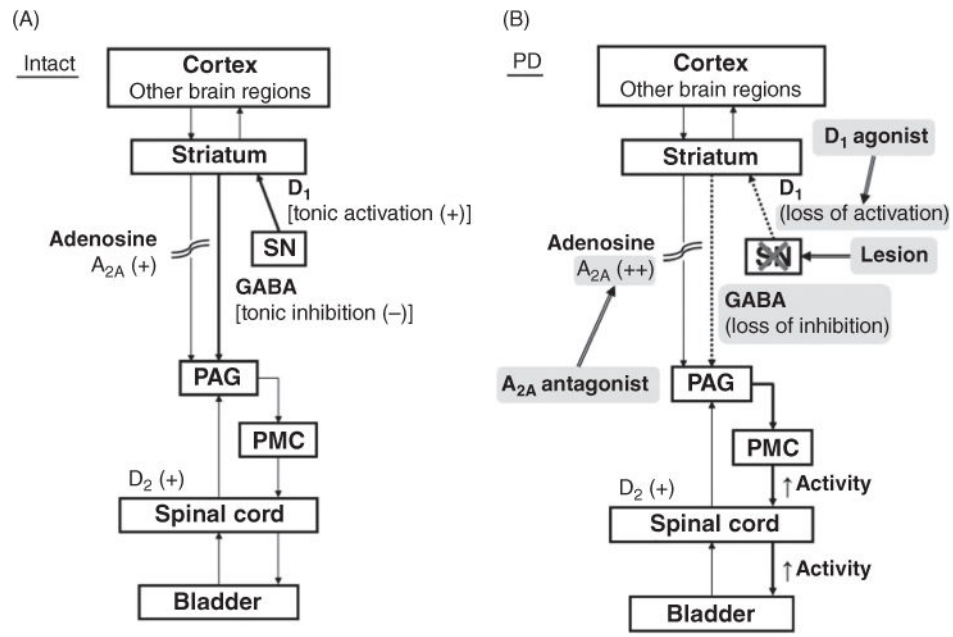 (A)
Intact
Cortex
Other brain regions
Striatum
D₁
[tonic activation (+)]
SN
Adenosine
A₂A (+)
GABA
[tonic inhibition (–)]
PAG
PMC
D₂ (+)
Spinal cord
Bladder
(B)
PD
Cortex
Other brain regions
D₁ agonist
Striatum
D₁
(loss of activation)
SN
Lesion
Adenosine
A₂A (++)
GABA
(loss of inhibition)
A₂A antagonist
PAG
PMC
↑ Activity
D₂ (+)
Spinal cord
↑ Activity
Bladder